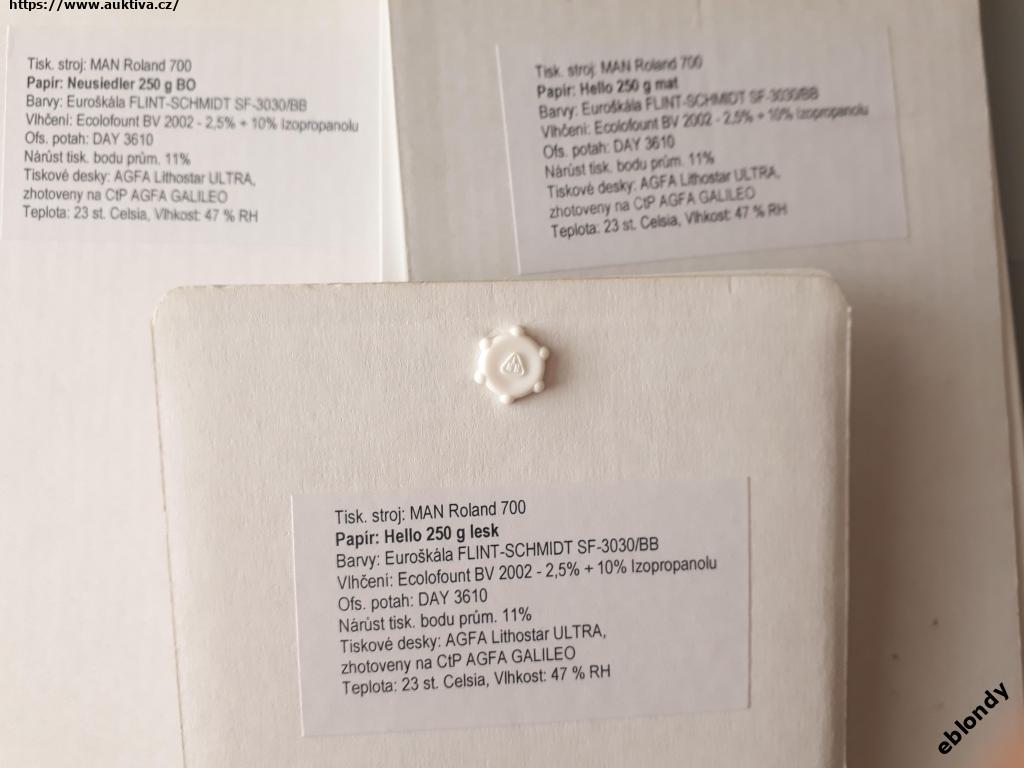 https://www.auktiva.cz/
Tisk. stroj: MAN Roland 700
Papír: Neusiedler 250 g BO
Barvy: Euroškála FLINT-SCHMIDT SF-3030/BB
Vlhčení: Ecolofount BV 2002 - 2,5% + 10% Izopropanolu
Ofs. potah: DAY 3610
Nárůst tisk. bodu prům. 11%
Tiskové desky: AGFA Lithostar ULTRA,
zhotoveny na CtP AGFA GALILEO
Teplota: 23 st. Celsia, Vlhkost: 47 % RH
Tisk. stroj: MAN Roland 700
Papír: Hello 250 g mat
Barvy: Euroškála FLINT-SCHMIDT SF-3030/BB
Vlhčení: Ecolofount BV 2002 - 2,5% + 10% Izopropanolu
Ofs. potah: DAY 3610
Nárůst tisk. bodu prům. 11%
Tiskové desky: AGFA Lithostar ULTRA,
zhotoveny na CtP AGFA GALILEO
Teplota: 23 st. Celsia, Vlhkost: 47 % RH
Tisk. stroj: MAN Roland 700
Papír: Hello 250 g lesk
Barvy: Euroškála FLINT-SCHMIDT SF-3030/BB
Vlhčení: Ecolofount BV 2002 - 2,5% + 10% Izopropanolu
Ofs. potah: DAY 3610
Nárůst tisk. bodu prům. 11%
Tiskové desky: AGFA Lithostar ULTRA,
zhotoveny na CtP AGFA GALILEO
Teplota: 23 st. Celsia, Vlhkost: 47 % RH
eblondy